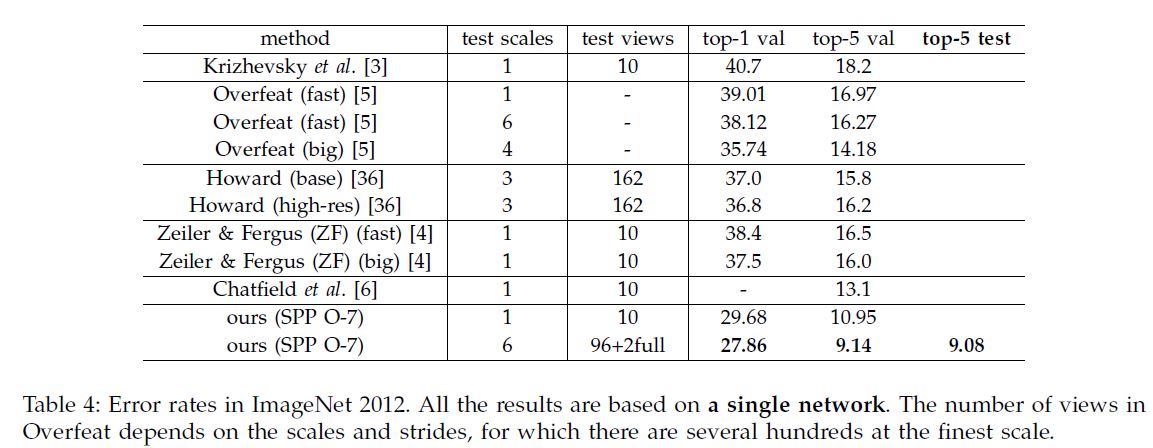 method test scales test views top-1 val top-5 val top-5 test
Krizhevsky et al. [3] 1 10 40.7 18.2
Overfeat (fast) [5] 1 - 39.01 16.97
Overfeat (fast) [5] 6 - 38.12 16.27
Overfeat (big) [5] 4 - 35.74 14.18
Howard (base) [36] 3 162 37.0 15.8
Howard (high-res) [36] 3 162 36.8 16.2
Zeiler & Fergus (ZF) (fast) [4] 1 10 38.4 16.5
Zeiler & Fergus (ZF) (big) [4] 1 10 37.5 16.0
Chatfield et al. [6] 1 10 - 13.1
ours (SPP O-7) 1 10 29.68 10.95
ours (SPP O-7) 6 96+2full 27.86 9.14 9.08
Table 4: Error rates in ImageNet 2012. All the results are based on a single network. The number of views in
Overfeat depends on the scales and strides, for which there are several hundreds at the finest scale.